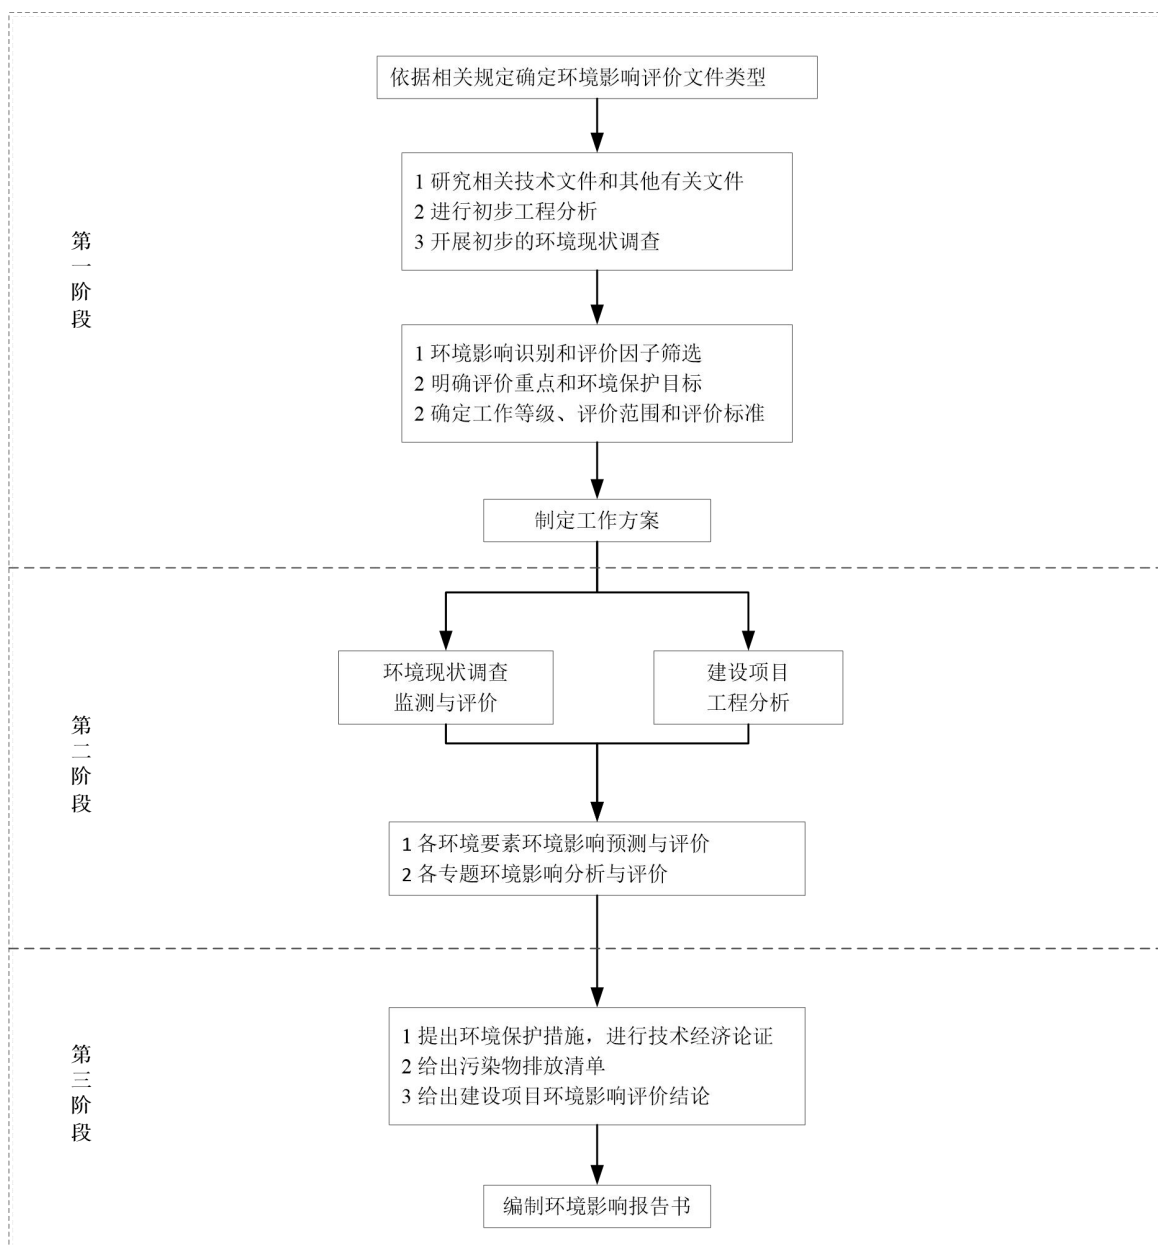 第一阶段
依据相关规定确定环境影响评价文件类型
1 研究相关技术文件和其他有关文件
2 进行初步工程分析
3 开展初步的环境现状调查
1 环境影响识别和评价因子筛选
2 明确评价重点和环境保护目标
2 确定工作等级、评价范围和评价标准
制定工作方案
第二阶段
环境现状调查
监测与评价
建设项目
工程分析
1 各环境要素环境影响预测与评价
2 各专题环境影响分析与评价
第三阶段
1 提出环境保护措施，进行技术经济论证
2 给出污染物排放清单
3 给出建设项目环境影响评价结论
编制环境影响报告书